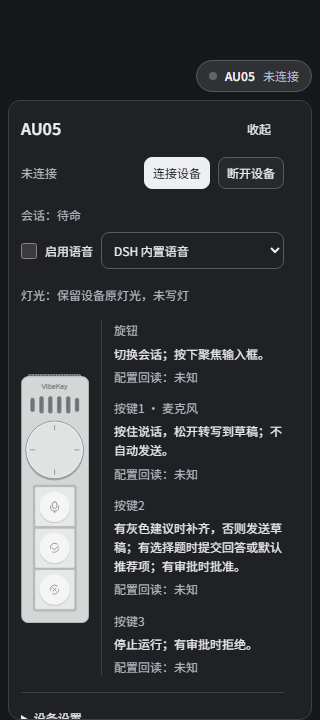 AU05 未连接
AU05 收起
未连接 连接设备 断开设备
会话：待命
启用语音 DSH 内置语音
灯光：保留设备原灯光，未写灯
旋钮
切换会话；按下聚焦输入框。
配置回读：未知
VibeKey
按键1 · 麦克风
按住说话，松开转写到草稿；不
自动发送。
配置回读：未知
按键2
有灰色建议时补齐，否则发送草
稿；有选择题时提交回答或默认
推荐项；有审批时批准。
配置回读：未知
按键3
停止运行；有审批时拒绝。
配置回读：未知
设备设置